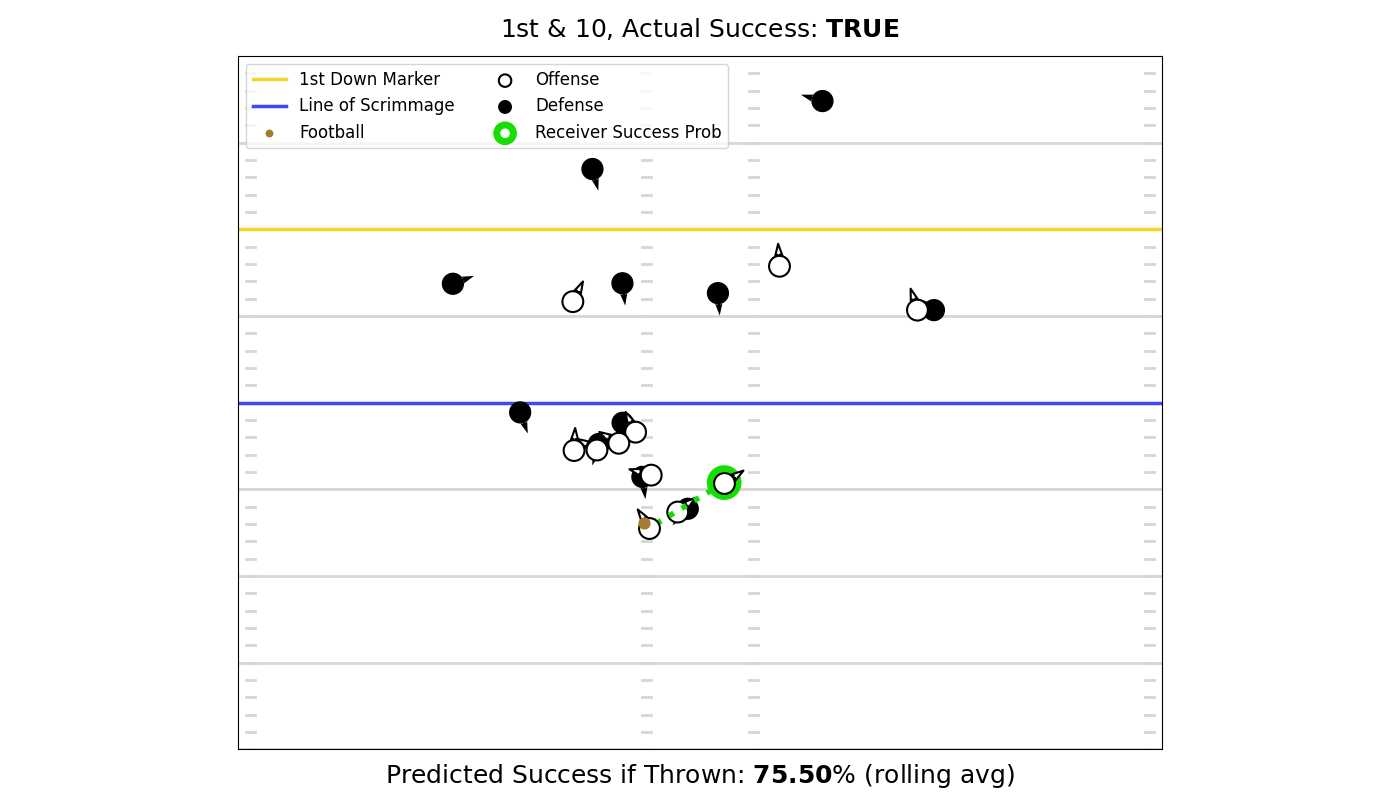 1st & 10, Actual Success: TRUE
1st Down Marker
Line of Scrimmage
Football
Offense
Defense
Receiver Success Prob
Predicted Success if Thrown: 75.50% (rolling avg)